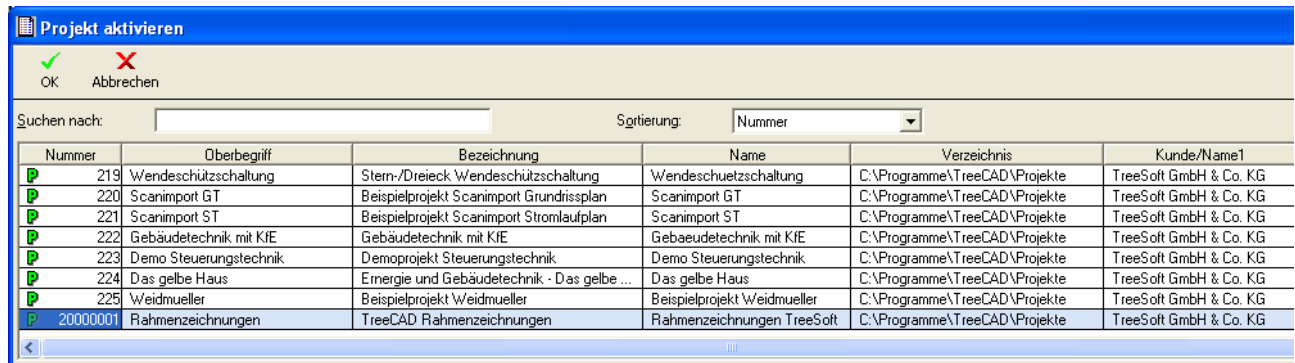 Projekt aktivieren
OK Abbrechen
Suchen nach: Sortierung: Nummer
Nummer Oberbegriff Bezeichnung Name Verzeichnis Kunde/Name1
P 219 Wendeschützschaltung Stern-/Dreieck Wendeschützschaltung Wendeschuetzschaltung C:\Programme\TreeCAD\Projekte TreeSoft GmbH & Co. KG
P 220 Scanimport GT Beispielprojekt Scanimport Grundrissplan Scanimport GT C:\Programme\TreeCAD\Projekte TreeSoft GmbH & Co. KG
P 221 Scanimport ST Beispielprojekt Scanimport Stromlaufplan Scanimport ST C:\Programme\TreeCAD\Projekte TreeSoft GmbH & Co. KG
P 222 Gebäudetechnik mit KfE Gebäudetechnik mit KfE Gebaeudetechnik mit KfE C:\Programme\TreeCAD\Projekte TreeSoft GmbH & Co. KG
P 223 Demo Steuerungstechnik Demoprojekt Steuerungstechnik Demo Steuerungstechnik C:\Programme\TreeCAD\Projekte TreeSoft GmbH & Co. KG
P 224 Das gelbe Haus Ernergie und Gebäudetechnik - Das gelbe ... Das gelbe Haus C:\Programme\TreeCAD\Projekte TreeSoft GmbH & Co. KG
P 225 Weidmueller Beispielprojekt Weidmueller Beispielprojekt Weidmueller C:\Programme\TreeCAD\Projekte TreeSoft GmbH & Co. KG
P 20000001 Rahmenzeichnungen TreeCAD Rahmenzeichnungen Rahmenzeichnungen TreeSoft C:\Programme\TreeCAD\Projekte TreeSoft GmbH & Co. KG